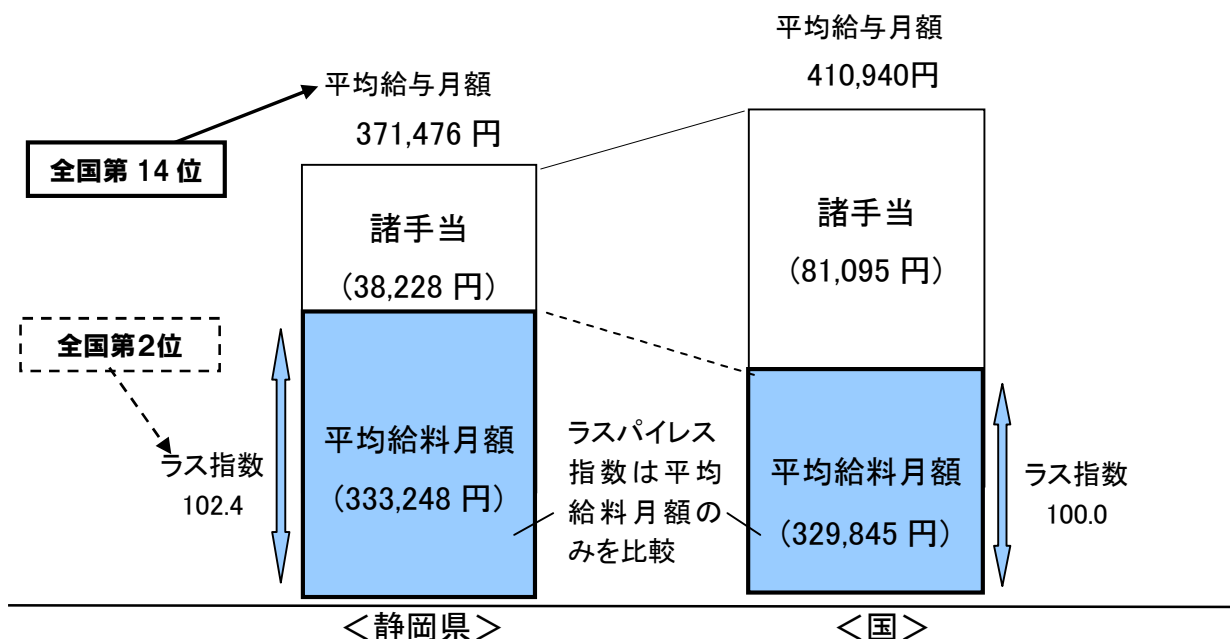 平均給与月額
410,940円
平均給与月額
371,476 円
全国第 14 位
諸手当
(38,228 円)
諸手当
(81,095 円)
全国第2位
ラス指数
102.4
平均給料月額
(333,248 円)
ラスパイレス
指数は平均
給料月額の
みを比較
平均給料月額
(329,845 円)
ラス指数
100.0
＜静岡県＞
＜国＞